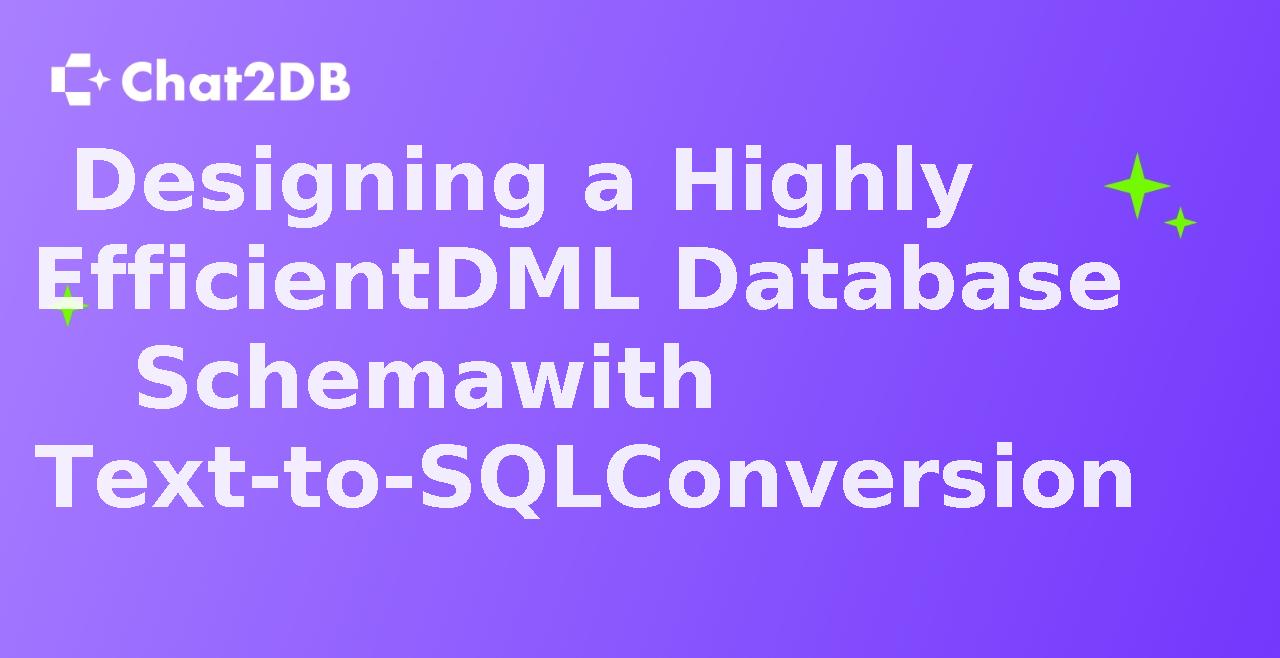 Chat2DB
Designing a Highly
EfficientDML Database
Schemawith
Text-to-SQLConversion